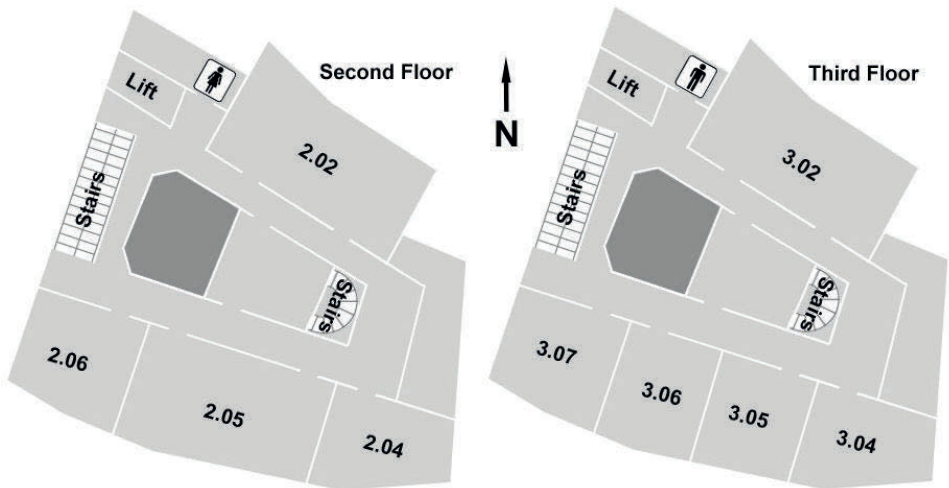 Second Floor
N
Third Floor
Lift
2.02
Stairs
Stairs
2.06
2.05
2.04
Lift
3.02
Stairs
Stairs
3.07
3.06
3.05
3.04